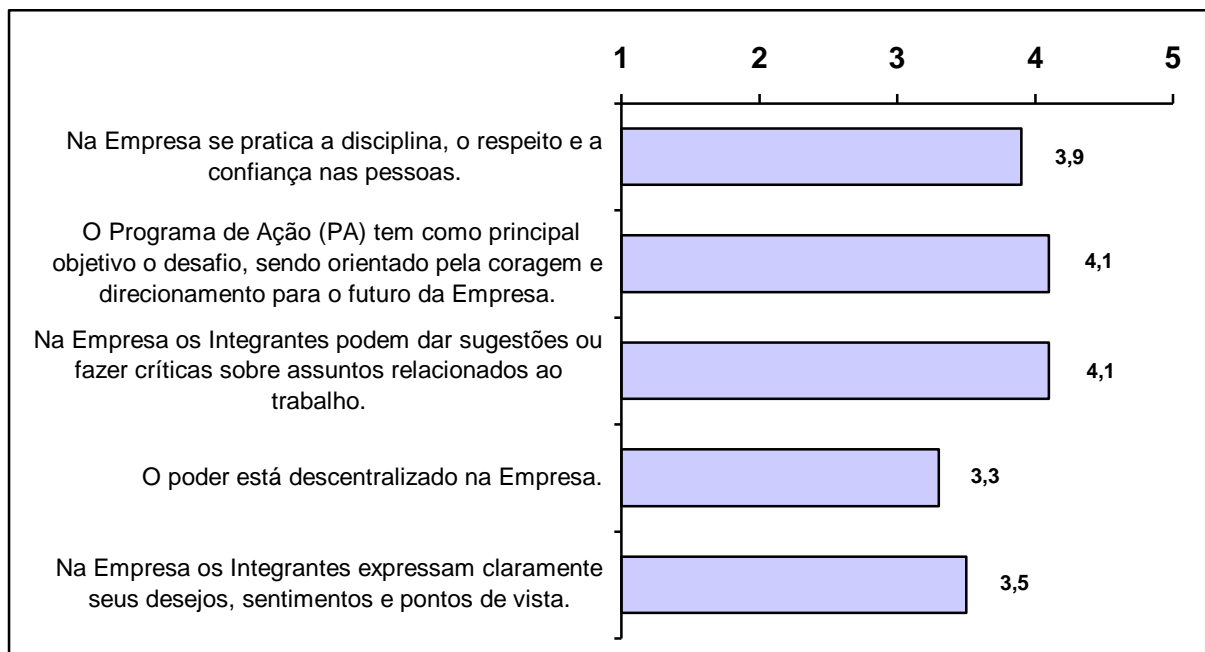 1 2 3 4 5
Na Empresa se pratica a disciplina, o respeito e a
confiança nas pessoas.
3,9
O Programa de Ação (PA) tem como principal
objetivo o desafio, sendo orientado pela coragem e
direcionamento para o futuro da Empresa.
4,1
Na Empresa os Integrantes podem dar sugestões ou
fazer críticas sobre assuntos relacionados ao
trabalho.
4,1
O poder está descentralizado na Empresa.
3,3
Na Empresa os Integrantes expressam claramente
seus desejos, sentimentos e pontos de vista.
3,5